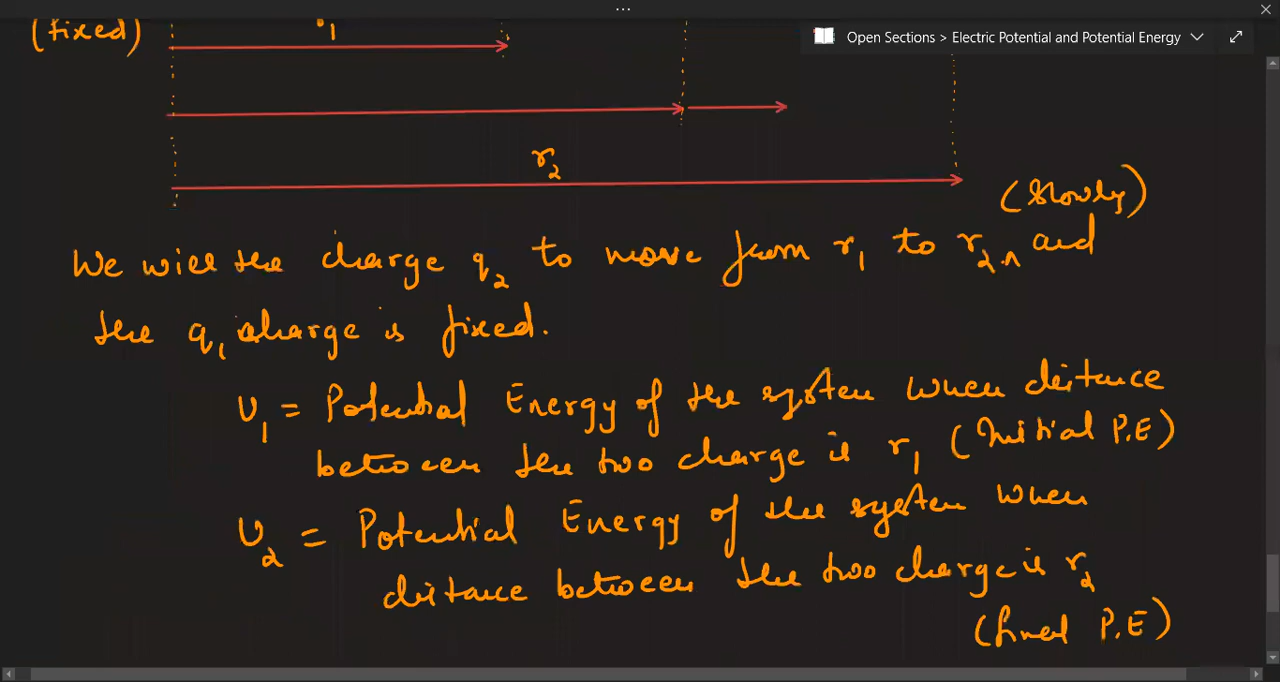 ...
Open Sections > Electric Potential and Potential Energy
(fixed) r₁
r₂
(Slowly)
We will the charge q₂ to move from r₁ to r₂ ^ and
the q₁ charge is fixed.
U₁ = Potential Energy of the system when distance
between the two charge is r₁ (Initial P.E)
U₂ = Potential Energy of the system when
distance between the two charge is r₂
(final P.E)